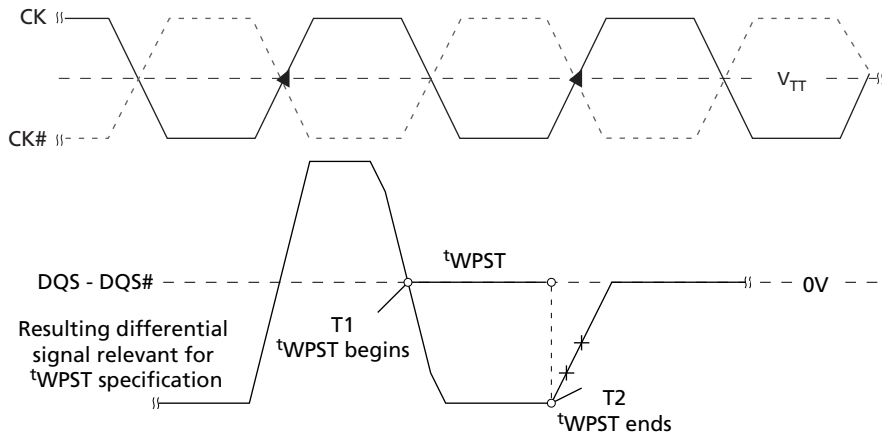 CK
V_TT
CK#
tWPST
DQS - DQS#
0V
T1
tWPST begins
Resulting differential
signal relevant for
tWPST specification
T2
tWPST ends